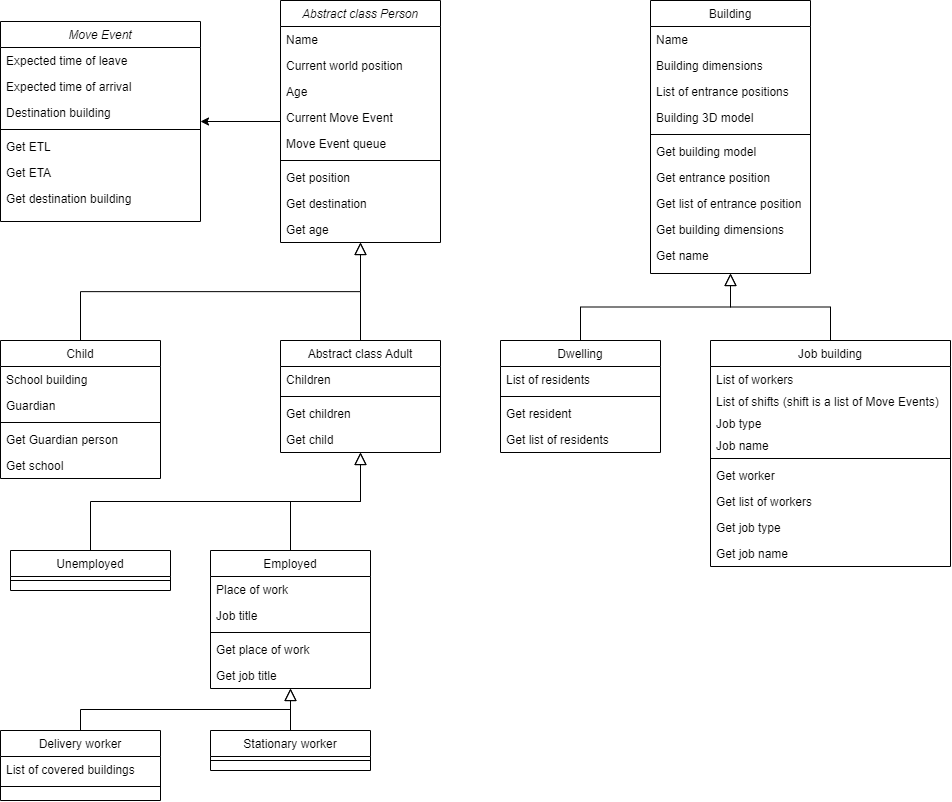 Move Event
Expected time of leave
Expected time of arrival
Destination building
Get ETL
Get ETA
Get destination building
Abstract class Person
Name
Current world position
Age
Current Move Event
Move Event queue
Get position
Get destination
Get age
Building
Name
Building dimensions
List of entrance positions
Building 3D model
Get building model
Get entrance position
Get list of entrance position
Get building dimensions
Get name
Child
School building
Guardian
Get Guardian person
Get school
Abstract class Adult
Children
Get children
Get child
Dwelling
List of residents
Get resident
Get list of residents
Job building
List of workers
List of shifts (shift is a list of Move Events)
Job type
Job name
Get worker
Get list of workers
Get job type
Get job name
Unemployed
Employed
Place of work
Job title
Get place of work
Get job title
Delivery worker
List of covered buildings
Stationary worker